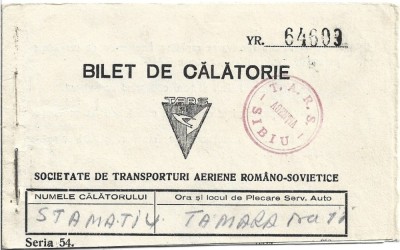 YR. 64609
BILET DE CĂLĂTORIE
TARS
T.A.R.S.
AGENȚIA
SIBIU
SOCIETATE DE TRANSPORTURI AERIENE ROMÂNO-SOVIETICE
NUMELE CĂLĂTORULUI Ora și locul de Plecare Serv. Auto
STAMATIU TAMARA
Seria 54.